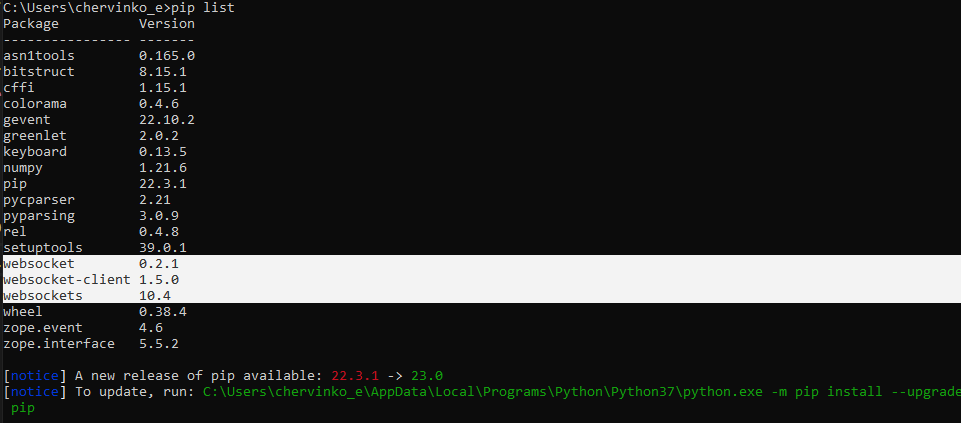 C:\Users\chervinko_e>pip list
Package          Version
---------------- -------
asn1tools        0.165.0
bitstruct        8.15.1
cffi             1.15.1
colorama         0.4.6
gevent           22.10.2
greenlet         2.0.2
keyboard         0.13.5
numpy            1.21.6
pip              22.3.1
pycparser        2.21
pyparsing        3.0.9
rel              0.4.8
setuptools       39.0.1
websocket        0.2.1
websocket-client 1.5.0
websockets       10.4
wheel            0.38.4
zope.event       4.6
zope.interface   5.5.2
[notice] A new release of pip available: 22.3.1 -> 23.0
[notice] To update, run: C:\Users\chervinko_e\AppData\Local\Programs\Python\Python37\python.exe -m pip install --upgrade
pip